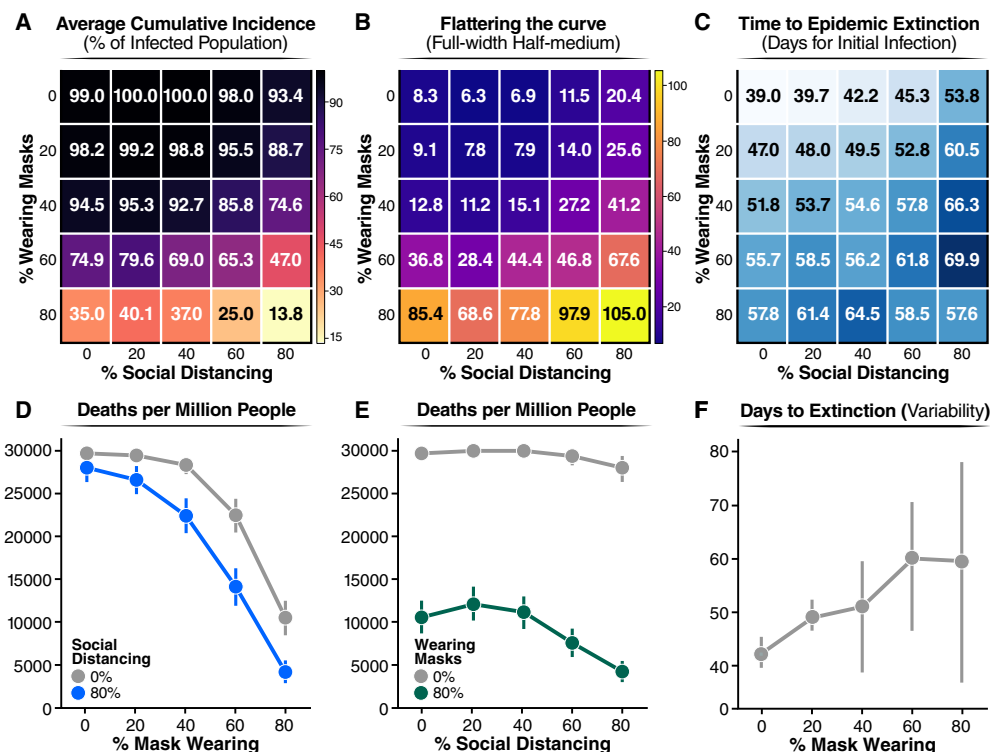 A Average Cumulative Incidence
(% of Infected Population)
% Wearing Masks
0 99.0 100.0 100.0 98.0 93.4
20 98.2 99.2 98.8 95.5 88.7
40 94.5 95.3 92.7 85.8 74.6
60 74.9 79.6 69.0 65.3 47.0
80 35.0 40.1 37.0 25.0 13.8
0 20 40 60 80
% Social Distancing
90
75
60
45
30
15
B Flattering the curve
(Full-width Half-medium)
% Wearing Masks
0 8.3 6.3 6.9 11.5 20.4
20 9.1 7.8 7.9 14.0 25.6
40 12.8 11.2 15.1 27.2 41.2
60 36.8 28.4 44.4 46.8 67.6
80 85.4 68.6 77.8 97.9 105.0
0 20 40 60 80
% Social Distancing
100
80
60
40
20
C Time to Epidemic Extinction
(Days for Initial Infection)
% Wearing Masks
0 39.0 39.7 42.2 45.3 53.8
20 47.0 48.0 49.5 52.8 60.5
40 51.8 53.7 54.6 57.8 66.3
60 55.7 58.5 56.2 61.8 69.9
80 57.8 61.4 64.5 58.5 57.6
0 20 40 60 80
% Social Distancing
D Deaths per Million People
30000
25000
20000
15000
10000
5000
0
Social
Distancing
0%
80%
0 20 40 60 80
% Mask Wearing
E Deaths per Million People
30000
25000
20000
15000
10000
5000
0
Wearing
Masks
0%
80%
0 20 40 60 80
% Social Distancing
F Days to Extinction (Variability)
80
70
60
50
40
0
0 20 40 60 80
% Mask Wearing